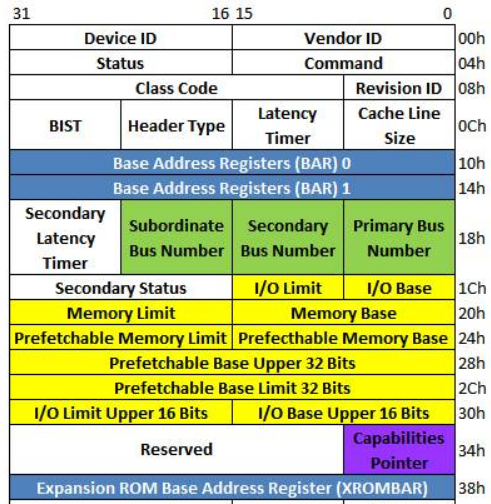 31 16 15 0
Device ID Vendor ID 00h
Status Command 04h
Class Code Revision ID 08h
BIST Header Type Latency Timer Cache Line Size 0Ch
Base Address Registers (BAR) 0 10h
Base Address Registers (BAR) 1 14h
Secondary Latency Timer Subordinate Bus Number Secondary Bus Number Primary Bus Number 18h
Secondary Status I/O Limit I/O Base 1Ch
Memory Limit Memory Base 20h
Prefetchable Memory Limit Prefecthable Memory Base 24h
Prefetchable Base Upper 32 Bits 28h
Prefetchable Base Limit 32 Bits 2Ch
I/O Limit Upper 16 Bits I/O Base Upper 16 Bits 30h
Reserved Capabilities Pointer 34h
Expansion ROM Base Address Register (XROMBAR) 38h